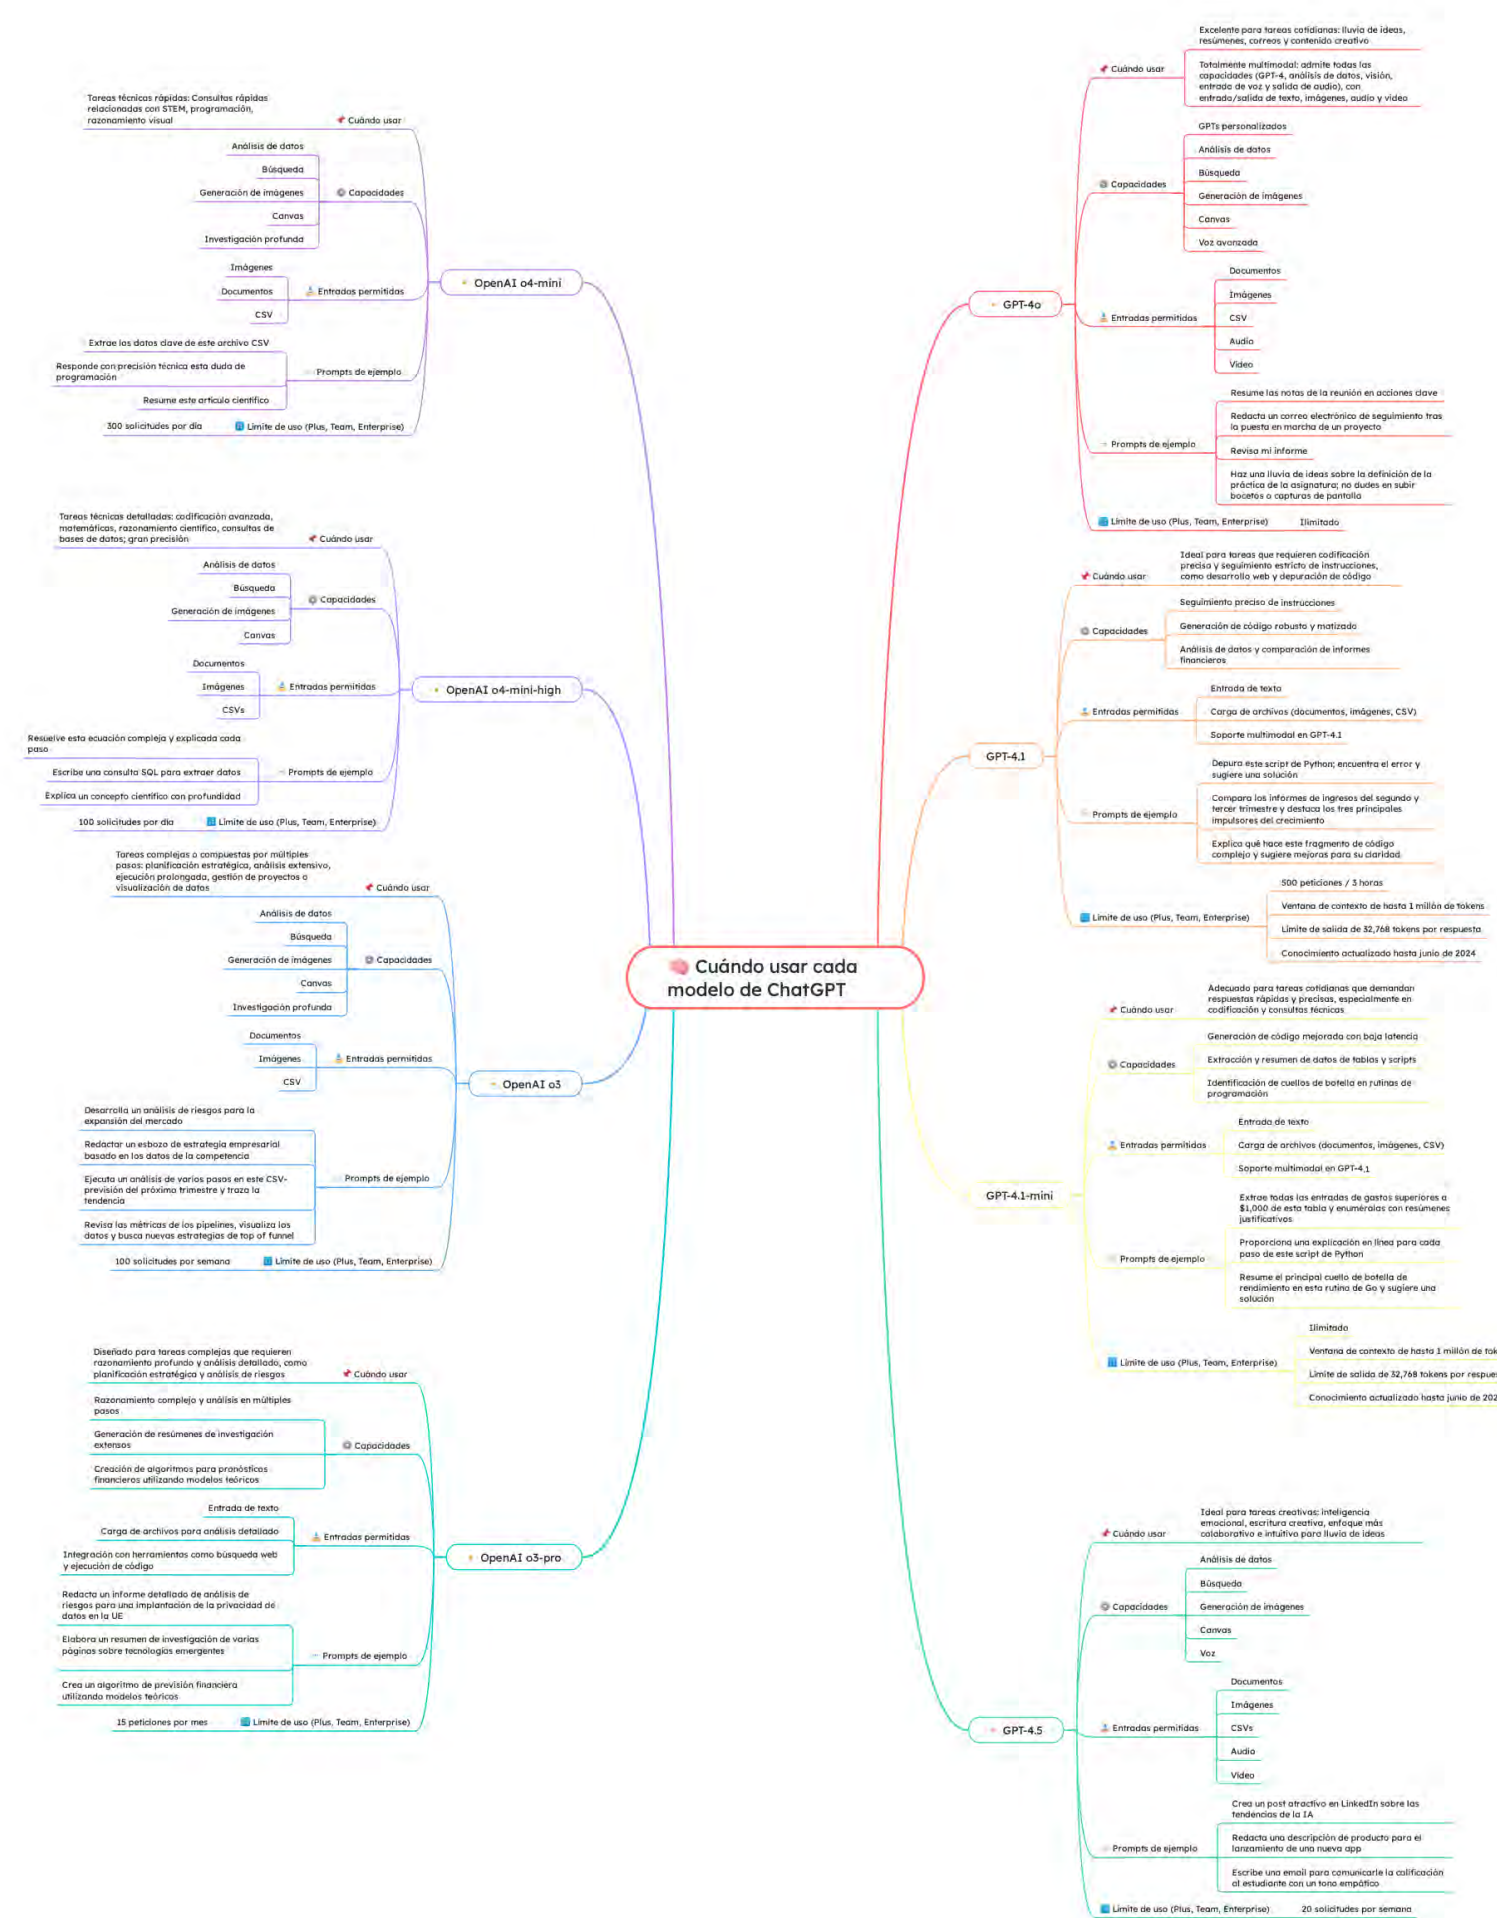 🧠 Cuándo usar cada
modelo de ChatGPT
GPT-4o
📌 Cuándo usar
Excelente para tareas cotidianas: lluvia de ideas,
resúmenes, correos y contenido creativo
Totalmente multimodal: admite todas las
capacidades (GPT-4, análisis de datos, visión,
entrada de voz y salida de audio), con
entrada/salida de texto, imágenes, audio y video
Capacidades
GPTs personalizados
Análisis de datos
Búsqueda
Generación de imágenes
Canvas
Voz avanzada
Entradas permitidas
Documentos
Imágenes
CSV
Audio
Video
Prompts de ejemplo
Resume las notas de la reunión en acciones clave
Redacta un correo electrónico de seguimiento tras
la puesta en marcha de un proyecto
Revisa mi informe
Haz una lluvia de ideas sobre la definición de la
práctica de la asignatura; no dudes en subir
bocetos o capturas de pantalla
Límite de uso (Plus, Team, Enterprise)
Ilimitado
GPT-4.1
📌 Cuándo usar
Ideal para tareas que requieren codificación
precisa y seguimiento estricto de instrucciones,
como desarrollo web y depuración de código
Capacidades
Seguimiento preciso de instrucciones
Generación de código robusto y matizado
Análisis de datos y comparación de informes
financieros
Entradas permitidas
Entrada de texto
Carga de archivos (documentos, imágenes, CSV)
Soporte multimodal en GPT-4.1
Prompts de ejemplo
Depura este script de Python; encuentra el error y
sugiere una solución
Compara los informes de ingresos del segundo y
tercer trimestre y destaca los tres principales
impulsores del crecimiento
Explica qué hace este fragmento de código
complejo y sugiere mejoras para su claridad
Límite de uso (Plus, Team, Enterprise)
500 peticiones / 3 horas
Ventana de contexto de hasta 1 millón de tokens
Límite de salida de 32,768 tokens por respuesta
Conocimiento actualizado hasta junio de 2024
GPT-4.1-mini
📌 Cuándo usar
Adecuado para tareas cotidianas que demandan
respuestas rápidas y precisas, especialmente en
codificación y consultas técnicas
Capacidades
Generación de código mejorada con baja latencia
Extracción y resumen de datos de tablas y scripts
Identificación de cuellos de botella en rutinas de
programación
Entradas permitidas
Entrada de texto
Carga de archivos (documentos, imágenes, CSV)
Soporte multimodal en GPT-4.1
Prompts de ejemplo
Extrae todas las entradas de gastos superiores a
$1,000 de esta tabla y enuméralas con resúmenes
justificativos
Proporciona una explicación en línea para cada
paso de este script de Python
Resume el principal cuello de botella de
rendimiento en esta rutina de Go y sugiere una
solución
Límite de uso (Plus, Team, Enterprise)
Ilimitado
Ventana de contexto de hasta 1 millón de tok
Límite de salida de 32,768 tokens por respues
Conocimiento actualizado hasta junio de 202
GPT-4.5
📌 Cuándo usar
Ideal para tareas creativas: inteligencia
emocional, escritura creativa, enfoque más
colaborativo e intuitivo para lluvia de ideas
Capacidades
Análisis de datos
Búsqueda
Generación de imágenes
Canvas
Voz
Entradas permitidas
Documentos
Imágenes
CSVs
Audio
Video
Prompts de ejemplo
Crea un post atractivo en LinkedIn sobre las
tendencias de la IA
Redacta una descripción de producto para el
lanzamiento de una nueva app
Escribe una email para comunicarle la calificación
al estudiante con un tono empático
Límite de uso (Plus, Team, Enterprise)
20 solicitudes por semana
OpenAI o4-mini
📌 Cuándo usar
Tareas técnicas rápidas: Consultas rápidas
relacionadas con STEM, programación,
razonamiento visual
Capacidades
Análisis de datos
Búsqueda
Generación de imágenes
Canvas
Investigación profunda
Entradas permitidas
Imágenes
Documentos
CSV
Prompts de ejemplo
Extrae los datos clave de este archivo CSV
Responde con precisión técnica esta duda de
programación
Resume este artículo científico
Límite de uso (Plus, Team, Enterprise)
300 solicitudes por día
OpenAI o4-mini-high
📌 Cuándo usar
Tareas técnicas detalladas: codificación avanzada,
matemáticas, razonamiento científico, consultas de
bases de datos; gran precisión
Capacidades
Análisis de datos
Búsqueda
Generación de imágenes
Canvas
Entradas permitidas
Documentos
Imágenes
CSVs
Prompts de ejemplo
Resuelve esta ecuación compleja y explicada cada
paso
Escribe una consulta SQL para extraer datos
Explica un concepto científico con profundidad
Límite de uso (Plus, Team, Enterprise)
100 solicitudes por día
OpenAI o3
📌 Cuándo usar
Tareas complejas o compuestas por múltiples
pasos: planificación estratégica, análisis extensivo,
ejecución prolongada, gestión de proyectos o
visualización de datos
Capacidades
Análisis de datos
Búsqueda
Generación de imágenes
Canvas
Investigación profunda
Entradas permitidas
Documentos
Imágenes
CSV
Prompts de ejemplo
Desarrolla un análisis de riesgos para la
expansión del mercado
Redactar un esbozo de estrategia empresarial
basado en los datos de la competencia
Ejecuta un análisis de varios pasos en este CSV-
previsión del próximo trimestre y traza la
tendencia
Revisa las métricas de los pipelines, visualiza los
datos y busca nuevas estrategias de top of funnel
Límite de uso (Plus, Team, Enterprise)
100 solicitudes por semana
OpenAI o3-pro
📌 Cuándo usar
Diseñado para tareas complejas que requieren
razonamiento profundo y análisis detallado, como
planificación estratégica y análisis de riesgos
Capacidades
Razonamiento complejo y análisis en múltiples
pasos
Generación de resúmenes de investigación
extensos
Creación de algoritmos para pronósticos
financieros utilizando modelos teóricos
Entradas permitidas
Entrada de texto
Carga de archivos para análisis detallado
Integración con herramientas como búsqueda web
y ejecución de código
Prompts de ejemplo
Redacta un informe detallado de análisis de
riesgos para una implantación de la privacidad de
datos en la UE
Elabora un resumen de investigación de varias
páginas sobre tecnologías emergentes
Crea un algoritmo de previsión financiera
utilizando modelos teóricos
Límite de uso (Plus, Team, Enterprise)
15 peticiones por mes